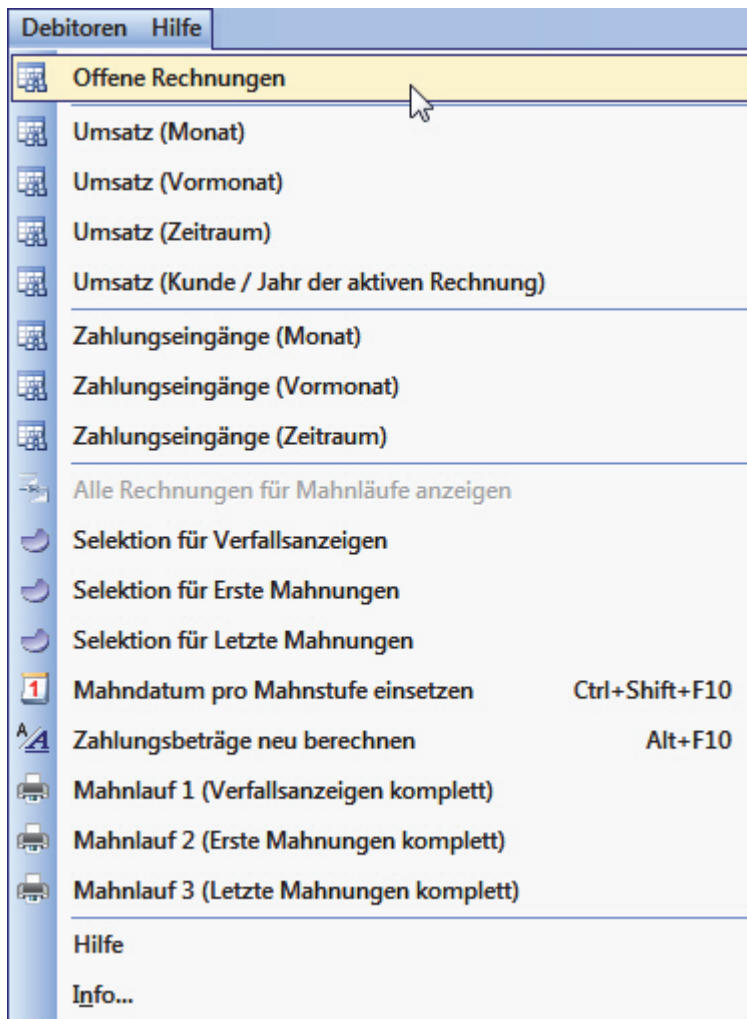 Debitoren Hilfe
Offene Rechnungen
Umsatz (Monat)
Umsatz (Vormonat)
Umsatz (Zeitraum)
Umsatz (Kunde / Jahr der aktiven Rechnung)
Zahlungseingänge (Monat)
Zahlungseingänge (Vormonat)
Zahlungseingänge (Zeitraum)
Alle Rechnungen für Mahnläufe anzeigen
Selektion für Verfallsanzeigen
Selektion für Erste Mahnungen
Selektion für Letzte Mahnungen
Mahndatum pro Mahnstufe einsetzen Ctrl+Shift+F10
Zahlungsbeträge neu berechnen Alt+F10
Mahnlauf 1 (Verfallsanzeigen komplett)
Mahnlauf 2 (Erste Mahnungen komplett)
Mahnlauf 3 (Letzte Mahnungen komplett)
Hilfe
Info...